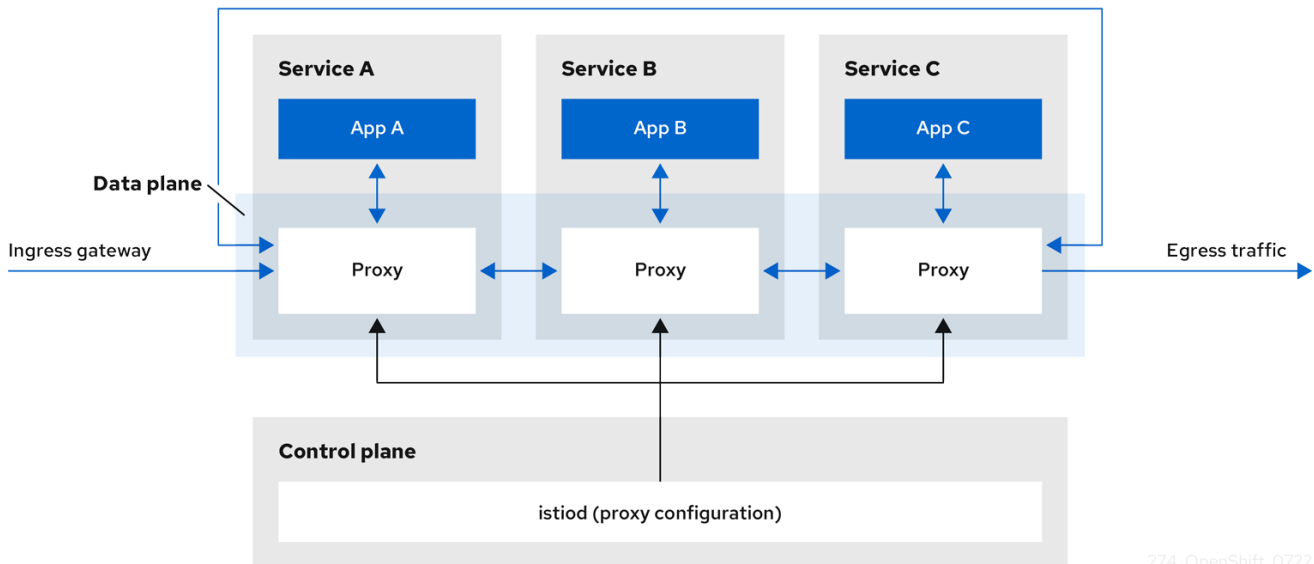 Service A
Service B
Service C
App A
App B
App C
Data plane
Ingress gateway
Proxy
Proxy
Proxy
Egress traffic
Control plane
istiod (proxy configuration)
274_OpenShift_0722